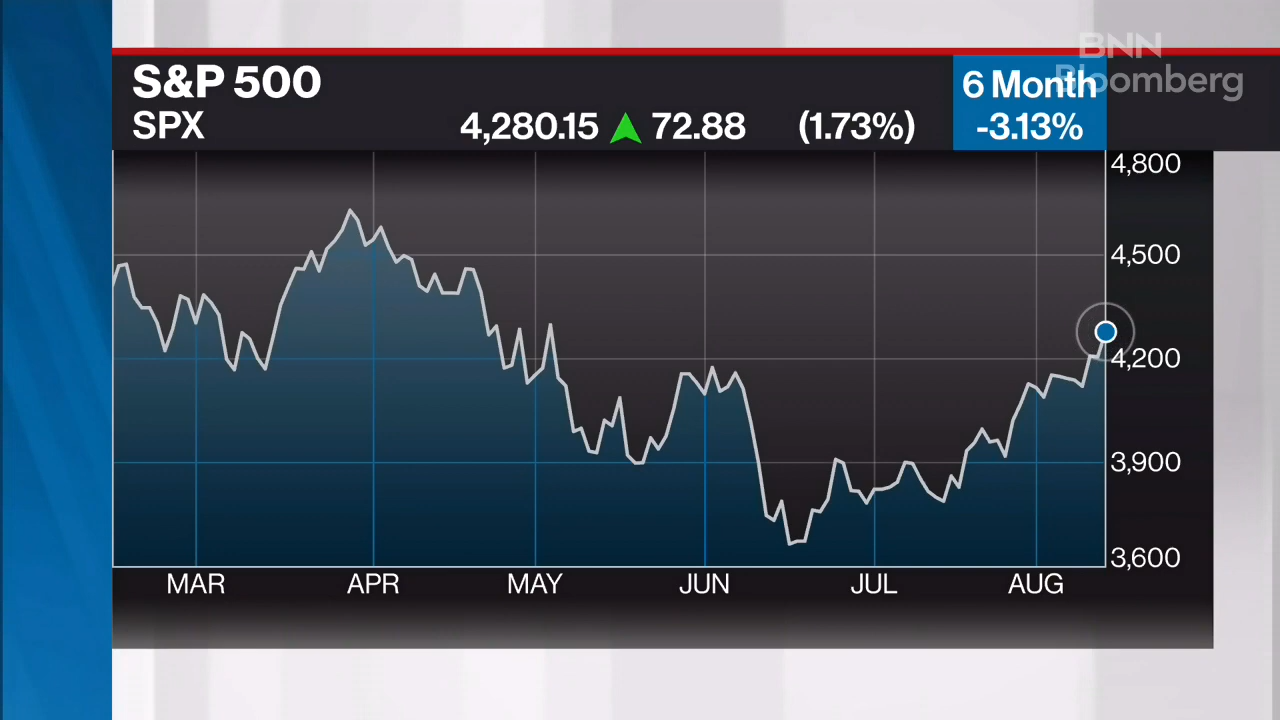 BNN
Bloomberg
S&P 500
SPX
4,280.15 ▲ 72.88 (1.73%)
6 Month
-3.13%
4,800
4,500
4,200
3,900
3,600
MAR APR MAY JUN JUL AUG